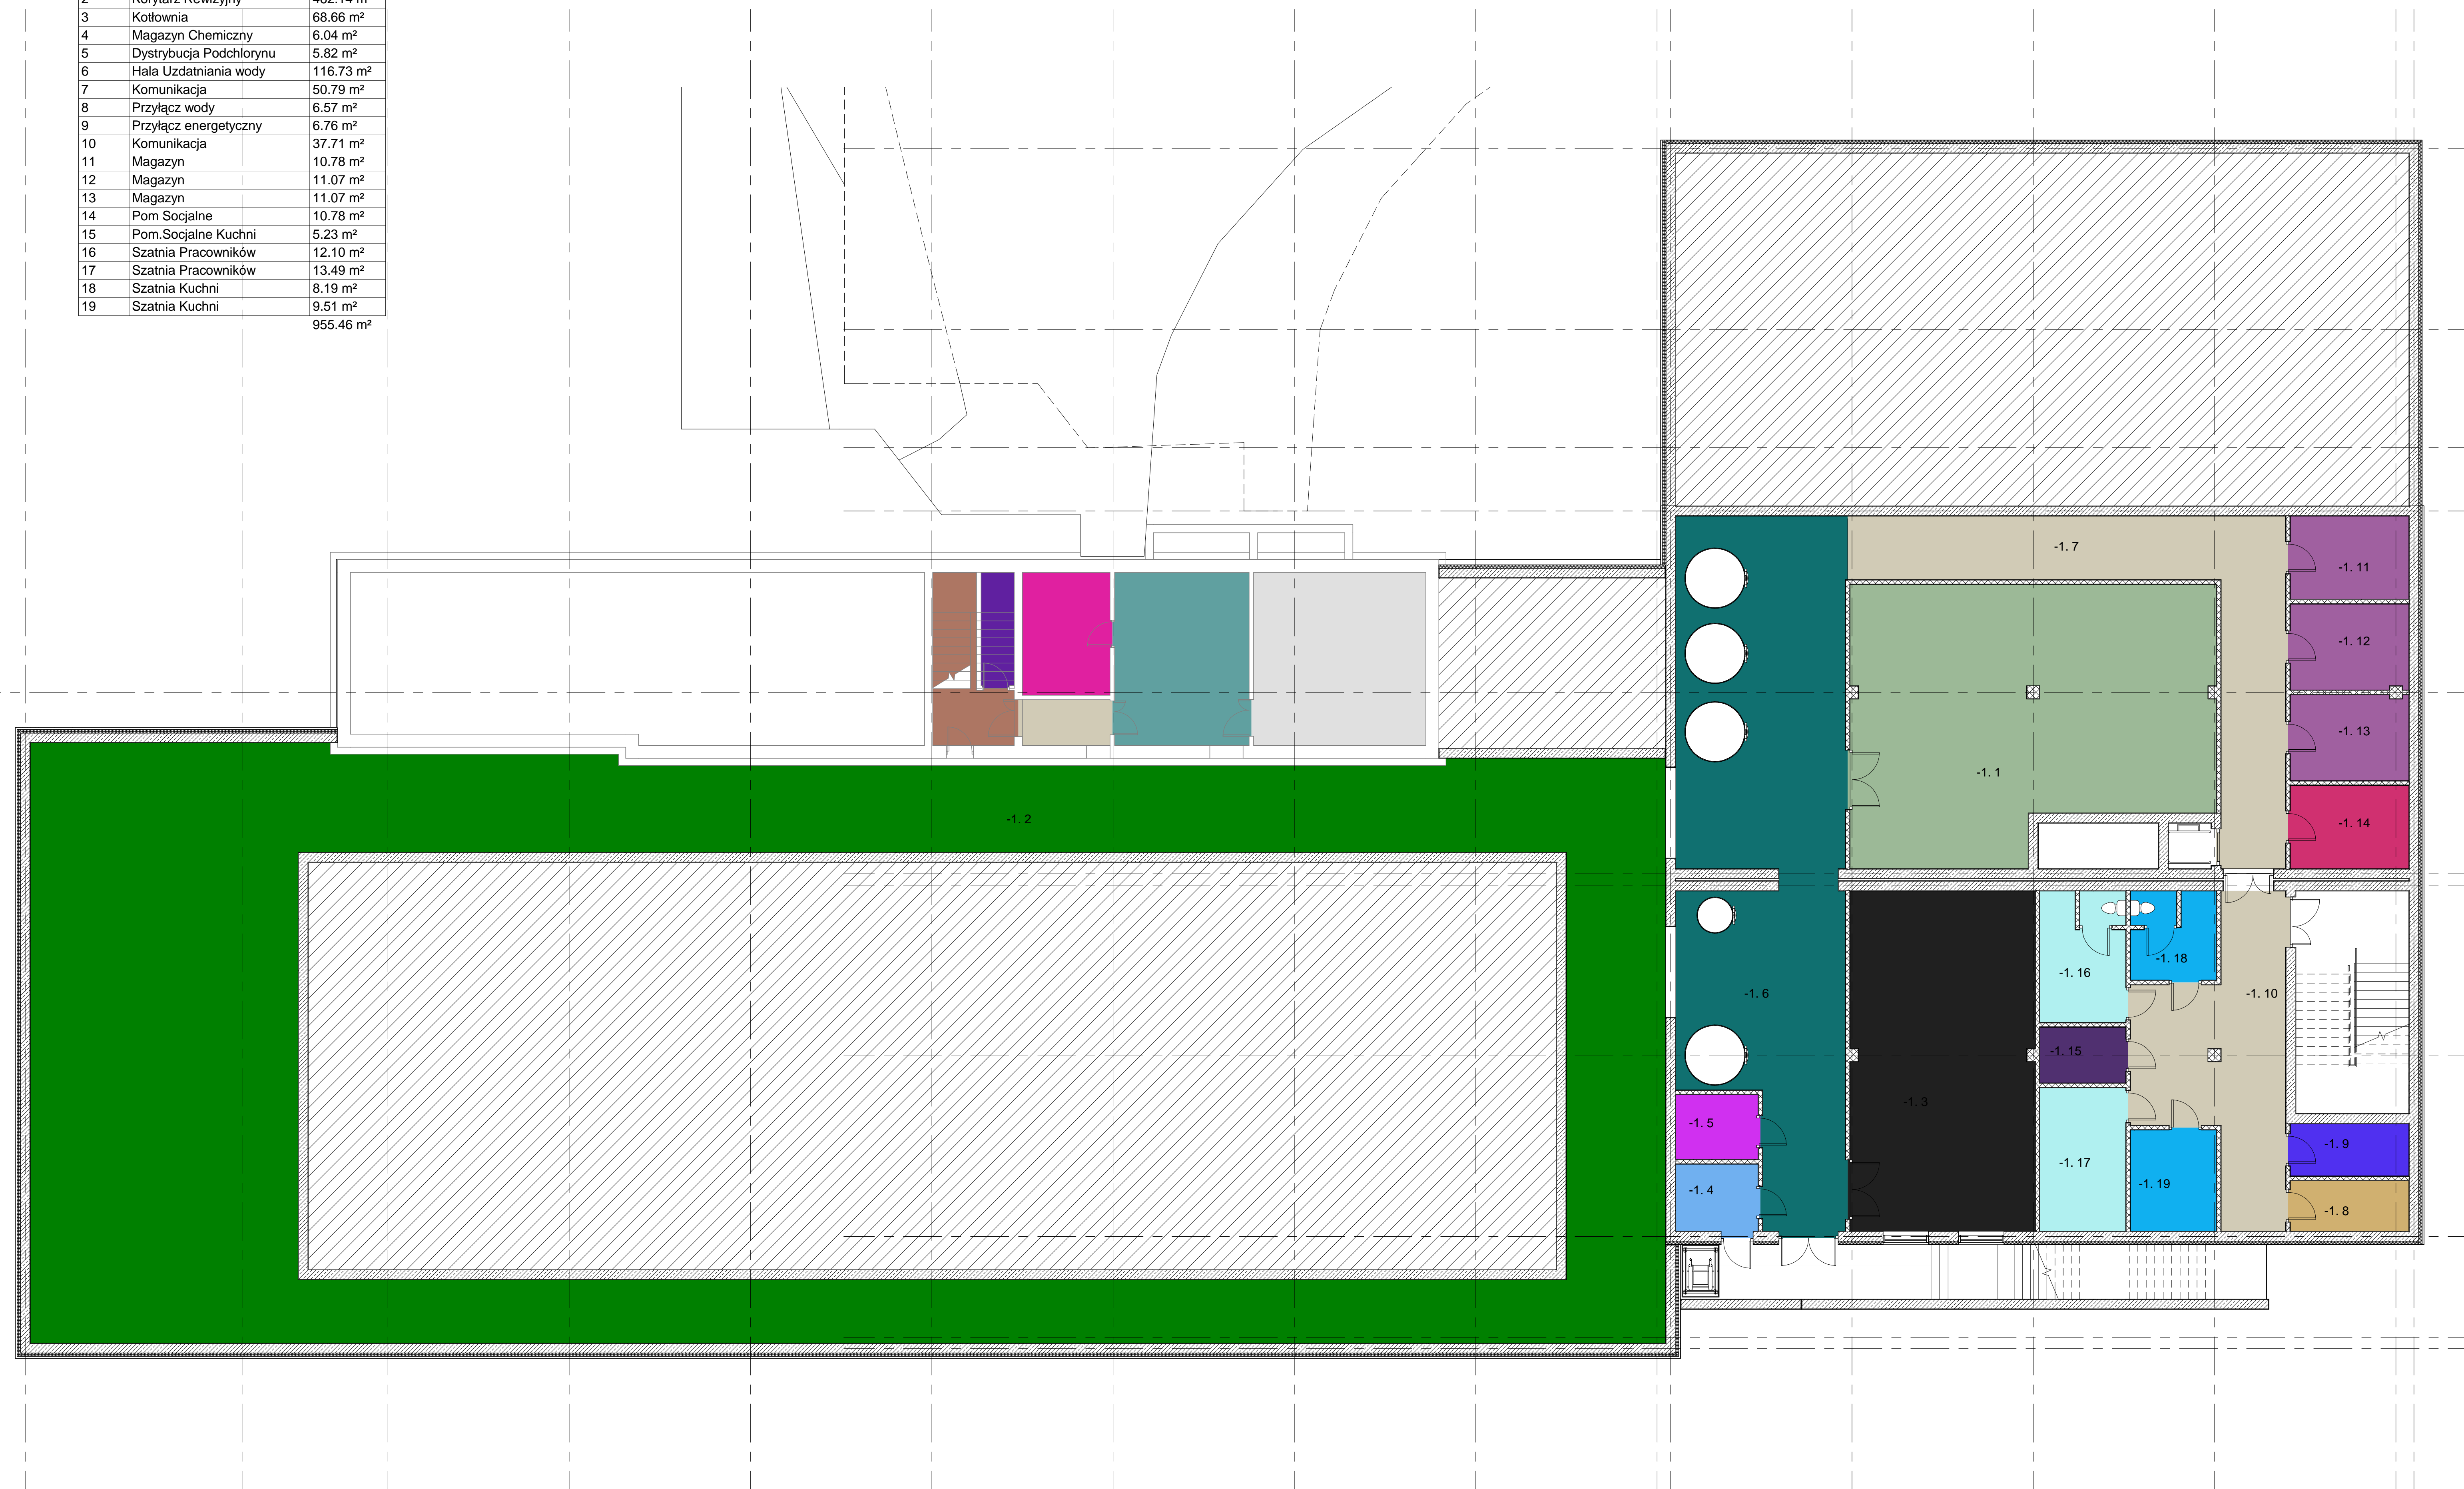 2 Korytarz Rewizyjny 482.14 m²
3 Kotłownia 68.66 m²
4 Magazyn Chemiczny 6.04 m²
5 Dystrybucja Podchlorynu 5.82 m²
6 Hala Uzdatniania wody 116.73 m²
7 Komunikacja 50.79 m²
8 Przyłącz wody 6.57 m²
9 Przyłącz energetyczny 6.76 m²
10 Komunikacja 37.71 m²
11 Magazyn 10.78 m²
12 Magazyn 11.07 m²
13 Magazyn 11.07 m²
14 Pom Socjalne 10.78 m²
15 Pom.Socjalne Kuchni 5.23 m²
16 Szatnia Pracowników 12.10 m²
17 Szatnia Pracowników 13.49 m²
18 Szatnia Kuchni 8.19 m²
19 Szatnia Kuchni 9.51 m²
955.46 m²
-1. 7
-1. 11
-1. 12
-1. 13
-1. 1
-1. 2
-1. 14
-1. 18
-1. 16
-1. 6
-1. 10
-1. 15
-1. 3
-1. 5
-1. 9
-1. 17
-1. 19
-1. 4
-1. 8